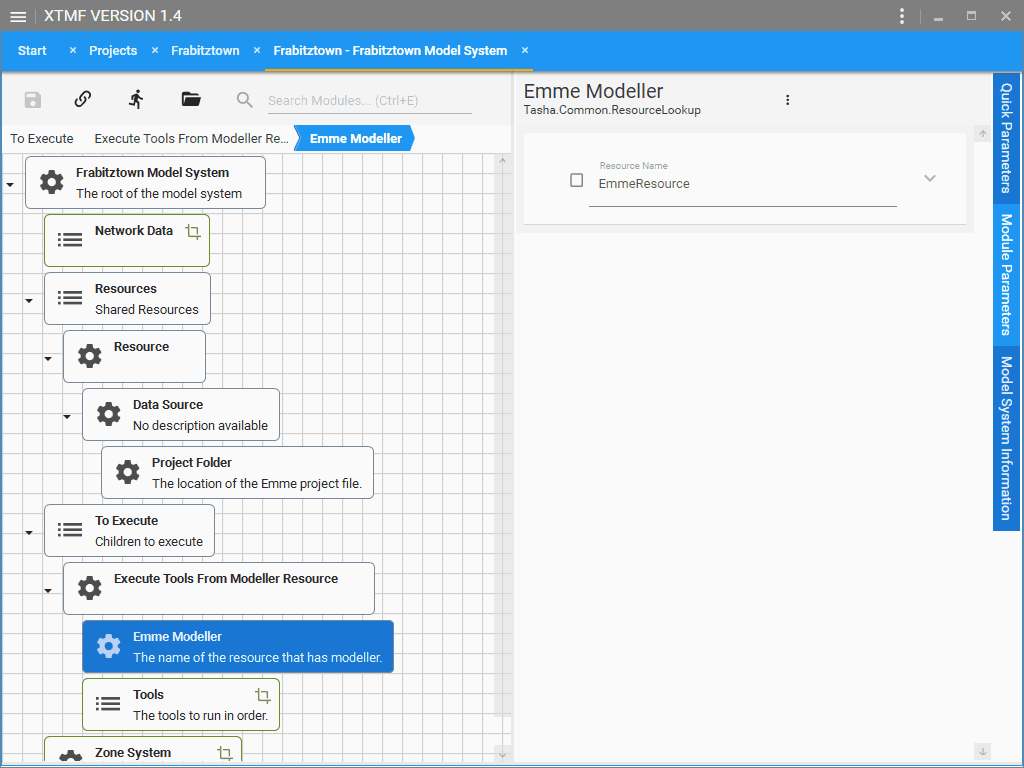 XTMF VERSION 1.4
Start × Projects × Frabitztown × Frabitztown - Frabitztown Model System ×
Search Modules... (Ctrl+E)
To Execute Execute Tools From Modeller Re... Emme Modeller
Frabitztown Model System
The root of the model system
Network Data
Resources
Shared Resources
Resource
Data Source
No description available
Project Folder
The location of the Emme project file.
To Execute
Children to execute
Execute Tools From Modeller Resource
Emme Modeller
The name of the resource that has modeller.
Tools
The tools to run in order.
Zone System
Emme Modeller
Tasha.Common.ResourceLookup
Resource Name
EmmeResource
Quick Parameters
Module Parameters
Model System Information